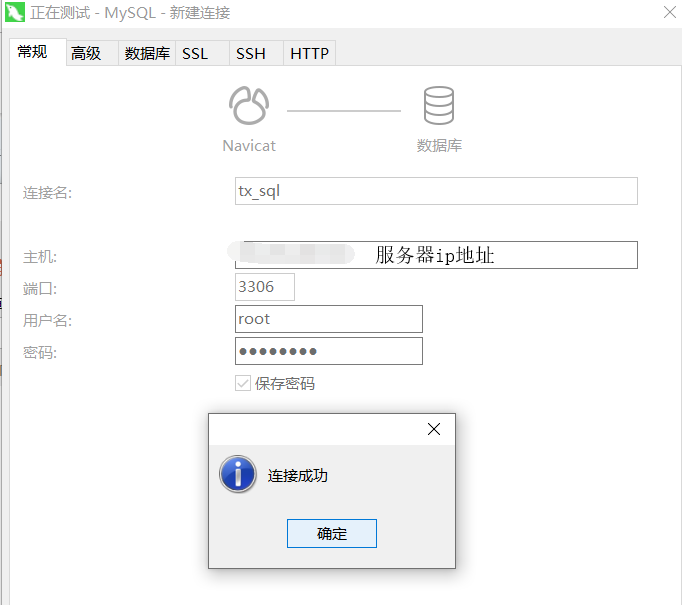 正在测试 - MySQL - 新建连接
常规 高级 数据库 SSL SSH HTTP
Navicat 数据库
连接名: tx_sql
主机: 服务器ip地址
端口: 3306
用户名: root
密码: ●●●●●●●●
保存密码
连接成功
确定